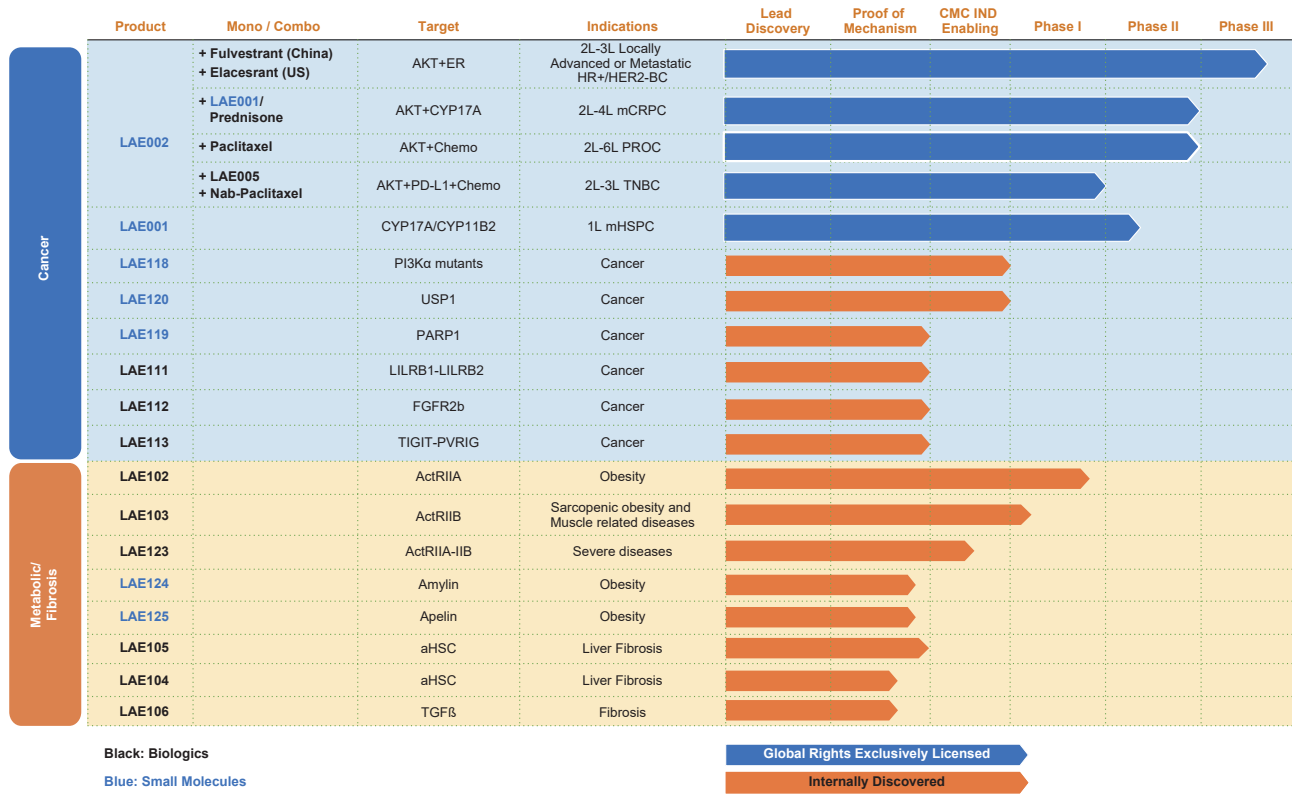 Product Mono / Combo Target Indications Lead Discovery Proof of Mechanism CMC IND Enabling Phase I Phase II Phase III
Cancer
LAE002
+ Fulvestrant (China)
+ Elacesrant (US)
AKT+ER
2L-3L Locally
Advanced or Metastatic
HR+/HER2-BC
+ LAE001/
Prednisone
AKT+CYP17A
2L-4L mCRPC
+ Paclitaxel
AKT+Chemo
2L-6L PROC
+ LAE005
+ Nab-Paclitaxel
AKT+PD-L1+Chemo
2L-3L TNBC
LAE001 CYP17A/CYP11B2 1L mHSPC
LAE118 PI3Kα mutants Cancer
LAE120 USP1 Cancer
LAE119 PARP1 Cancer
LAE111 LILRB1-LILRB2 Cancer
LAE112 FGFR2b Cancer
LAE113 TIGIT-PVRIG Cancer
Metabolic/
Fibrosis
LAE102 ActRIIA Obesity
LAE103 ActRIIB
Sarcopenic obesity and
Muscle related diseases
LAE123 ActRIIA-IIB Severe diseases
LAE124 Amylin Obesity
LAE125 Apelin Obesity
LAE105 aHSC Liver Fibrosis
LAE104 aHSC Liver Fibrosis
LAE106 TGFß Fibrosis
Black: Biologics
Blue: Small Molecules
Global Rights Exclusively Licensed
Internally Discovered